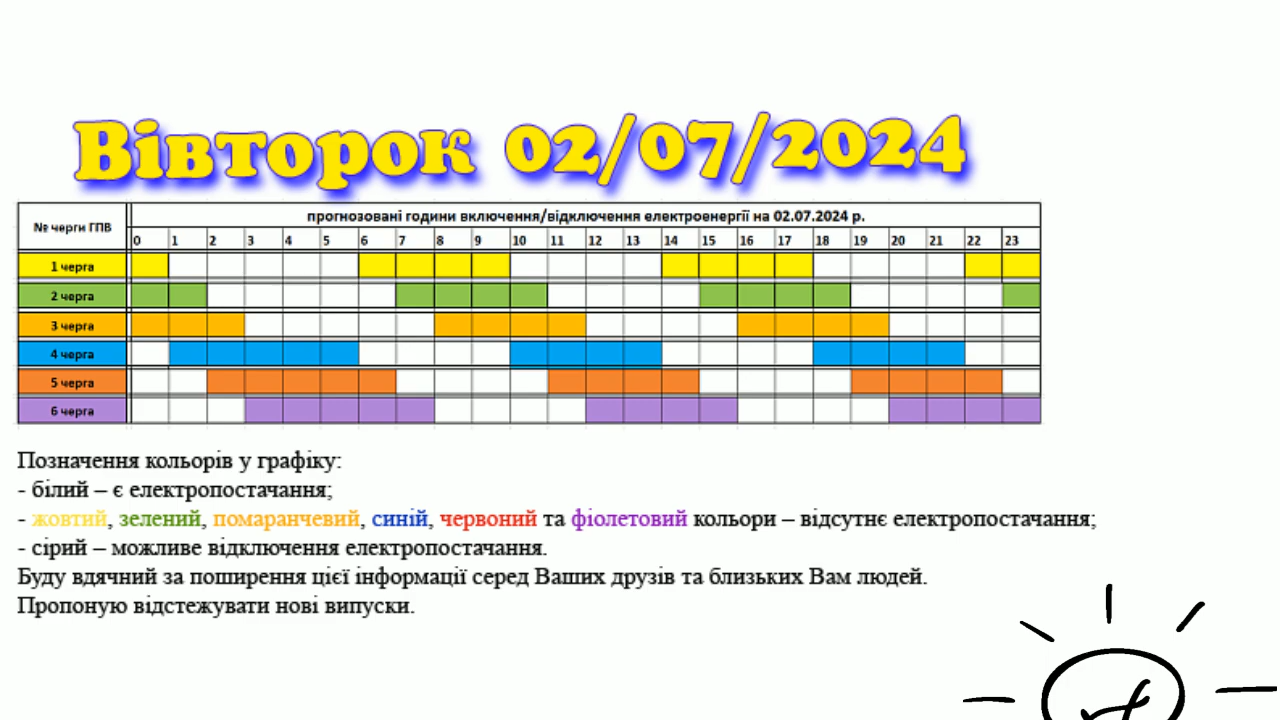 Вівторок 02/07/2024
№ черги ГПВ
прогнозовані години включення/відключення електроенергії на 02.07.2024 р.
0 1 2 3 4 5 6 7 8 9 10 11 12 13 14 15 16 17 18 19 20 21 22 23
1 черга
2 черга
3 черга
4 черга
5 черга
6 черга
Позначення кольорів у графіку:
- білий – є електропостачання;
- жовтий, зелений, помаранчевий, синій, червоний та фіолетовий кольори – відсутнє електропостачання;
- сірий – можливе відключення електропостачання.
Буду вдячний за поширення цієї інформації серед Ваших друзів та близьких Вам людей.
Пропоную відстежувати нові випуски.